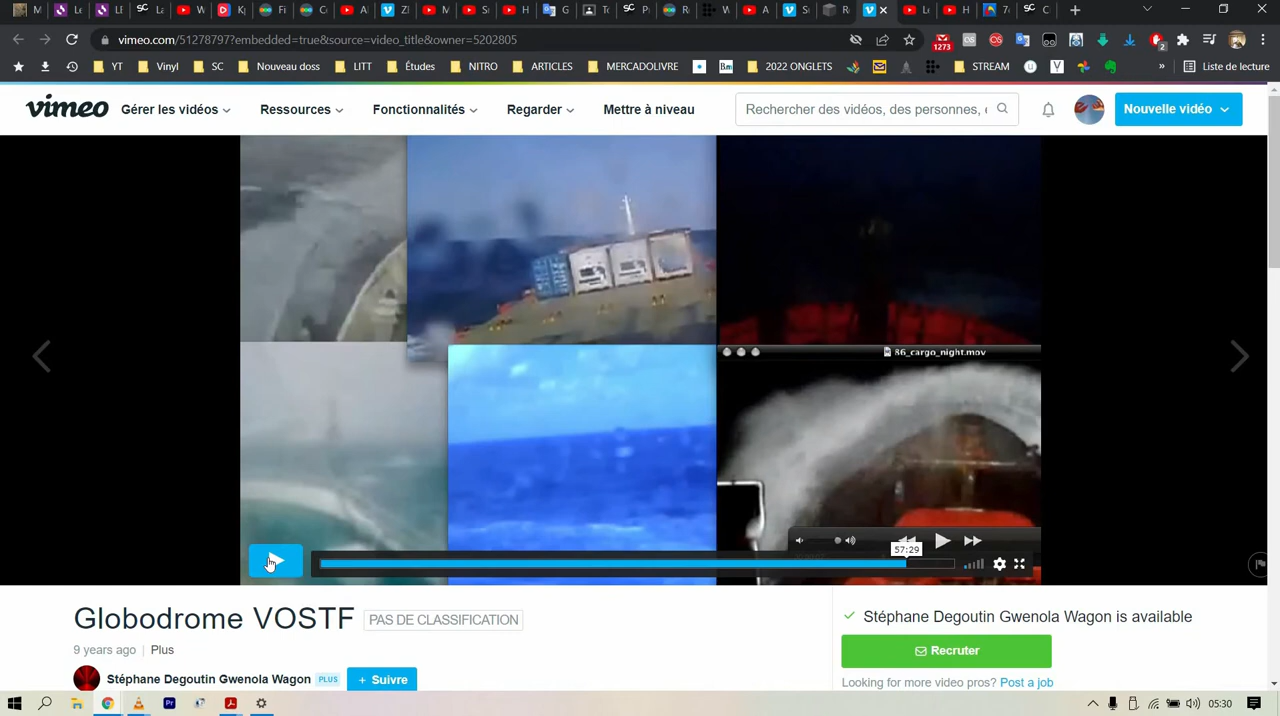 vimeo.com/51278797?embedded=true&source=video_title&owner=5202805
1273
2
YT
Vinyl
SC
Nouveau doss
LITT
Études
NITRO
ARTICLES
MERCADOLIVRE
2022 ONGLETS
STREAM
»
Liste de lecture
vimeo
Gérer les vidéos
Ressources
Fonctionnalités
Regarder
Mettre à niveau
Rechercher des vidéos, des personnes,
Nouvelle vidéo
86_cargo_night.mov
57:29
Globodrome VOSTF
PAS DE CLASSIFICATION
9 years ago | Plus
Stéphane Degoutin Gwenola Wagon PLUS
+ Suivre
Stéphane Degoutin Gwenola Wagon is available
Recruter
Looking for more video pros? Post a job
05:30